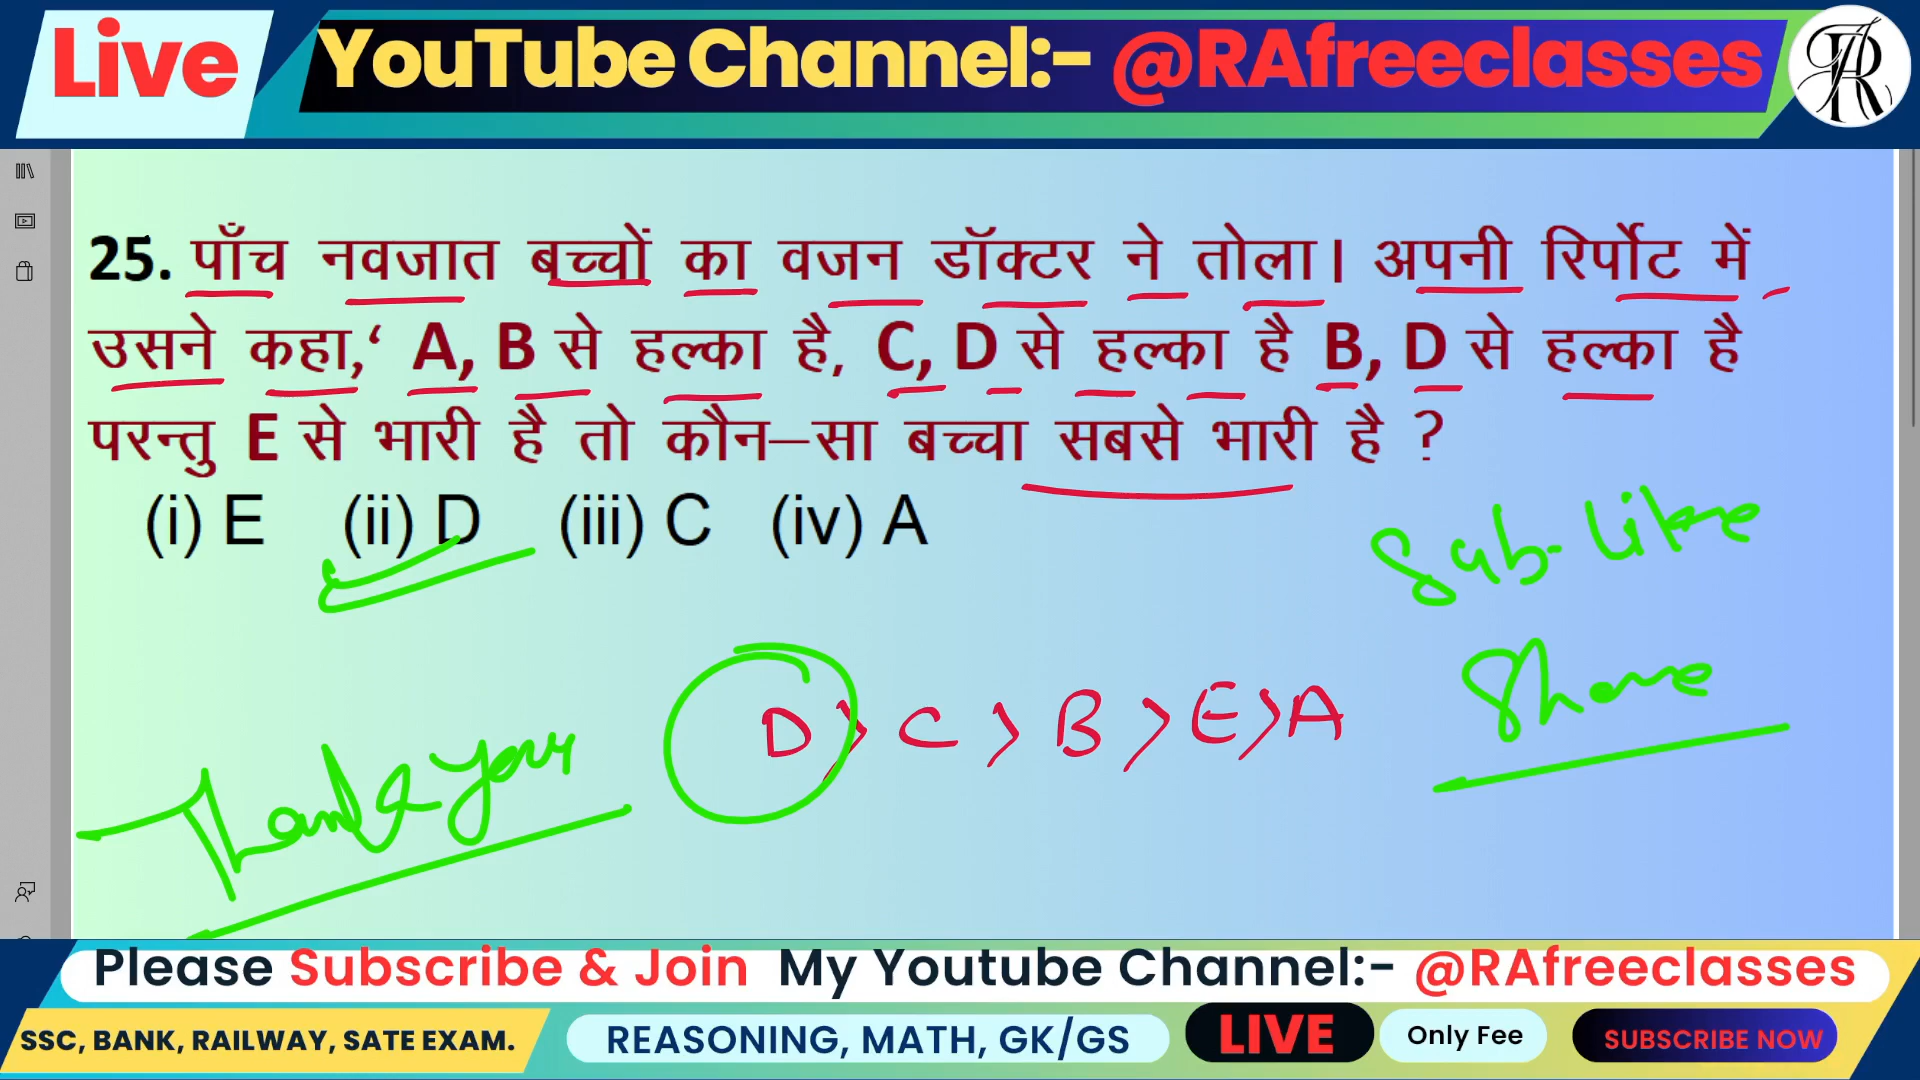 Live
YouTube Channel:- @RAfreeclasses
25. पाँच नवजात बच्चों का वजन डॉक्टर ने तोला। अपनी रिर्पोट में
उसने कहा,‘ A, B से हल्का है, C, D से हल्का है B, D से हल्का है
परन्तु E से भारी है तो कौन–सा बच्चा सबसे भारी है ?
(i) E (ii) D (iii) C (iv) A
Sub- Like
Share
D > C > B > E > A
Thank you
Please Subscribe & Join My Youtube Channel:- @RAfreeclasses
SSC, BANK, RAILWAY, SATE EXAM. REASONING, MATH, GK/GS LIVE Only Fee SUBSCRIBE NOW